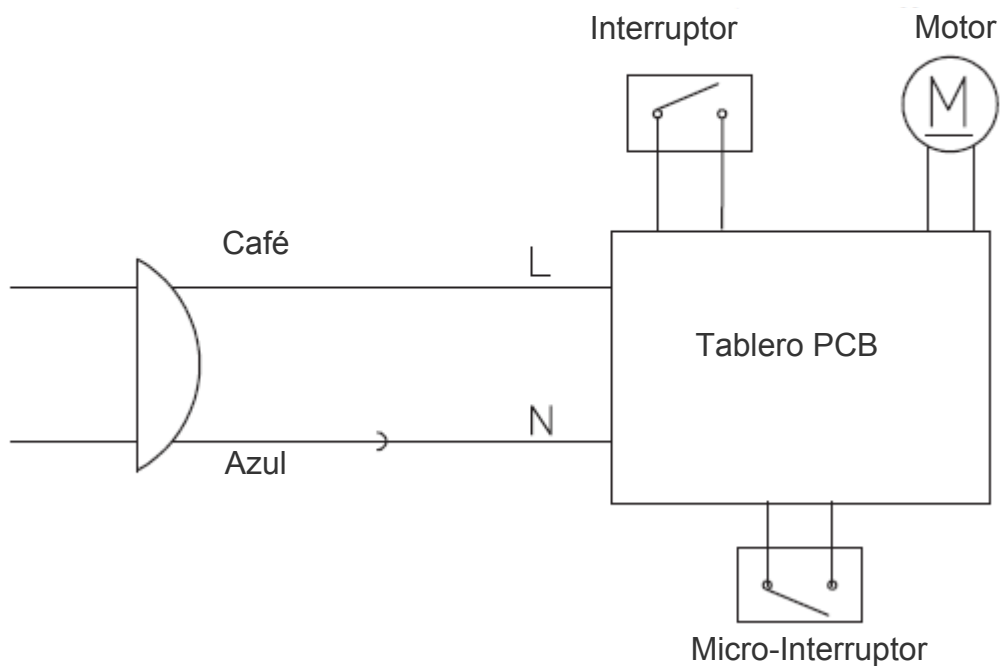 Interruptor
Motor
M
Café
L
Tablero PCB
N
Azul
Micro-Interruptor